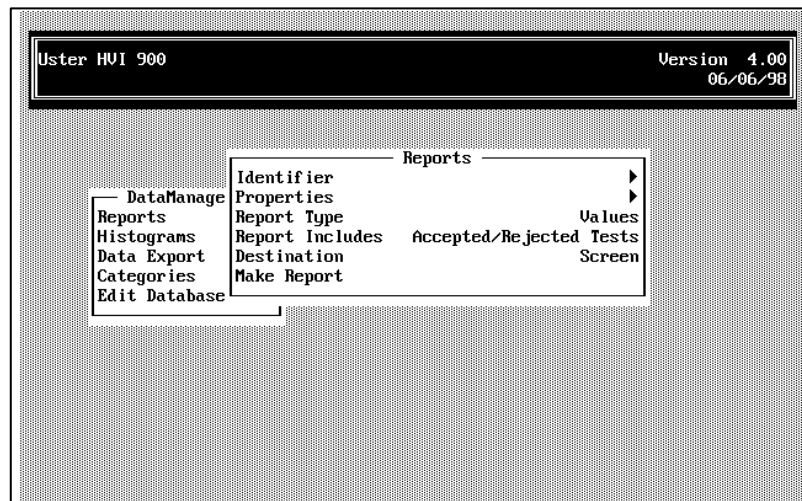 Uster HVI 900 Version 4.00
06/06/98
Reports
Identifier
Properties
Report Type Values
Report Includes Accepted/Rejected Tests
Destination Screen
Make Report
DataManage
Reports
Histograms
Data Export
Categories
Edit Database